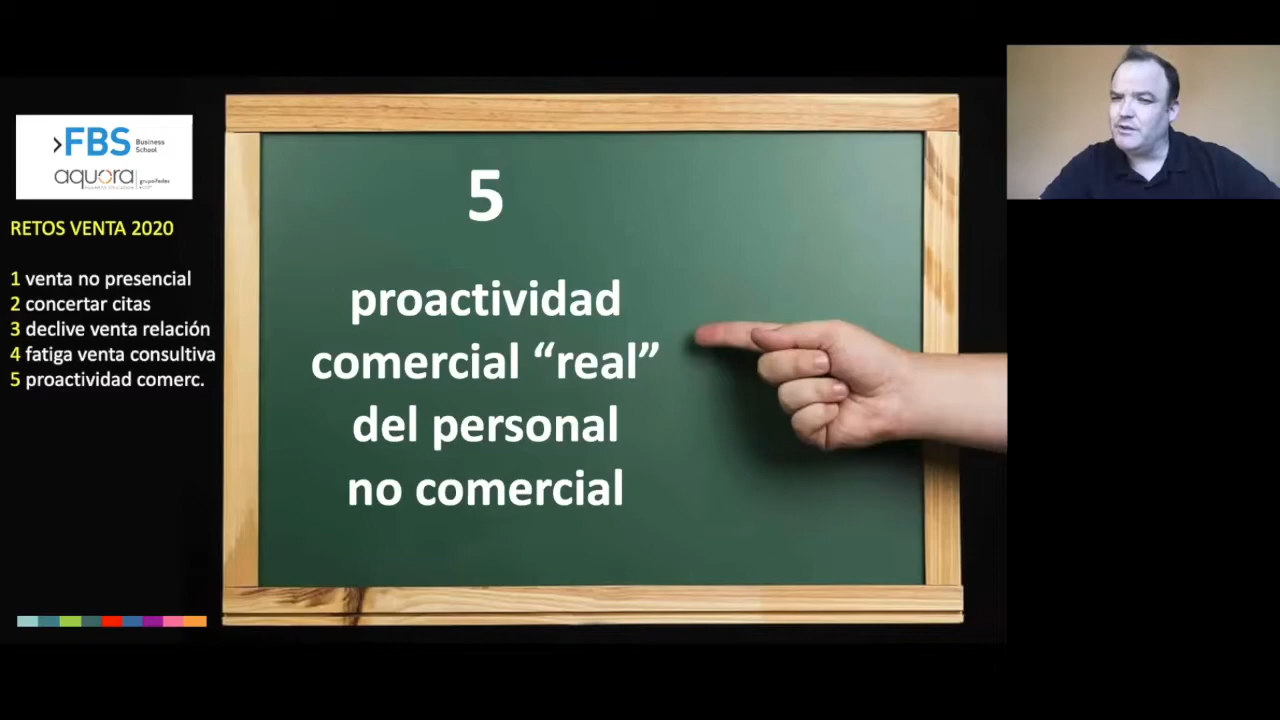 FBS Business School
aquora
RETOS VENTA 2020
1 venta no presencial
2 concertar citas
3 declive venta relación
4 fatiga venta consultiva
5 proactividad comerc.
5
proactividad
comercial “real”
del personal
no comercial